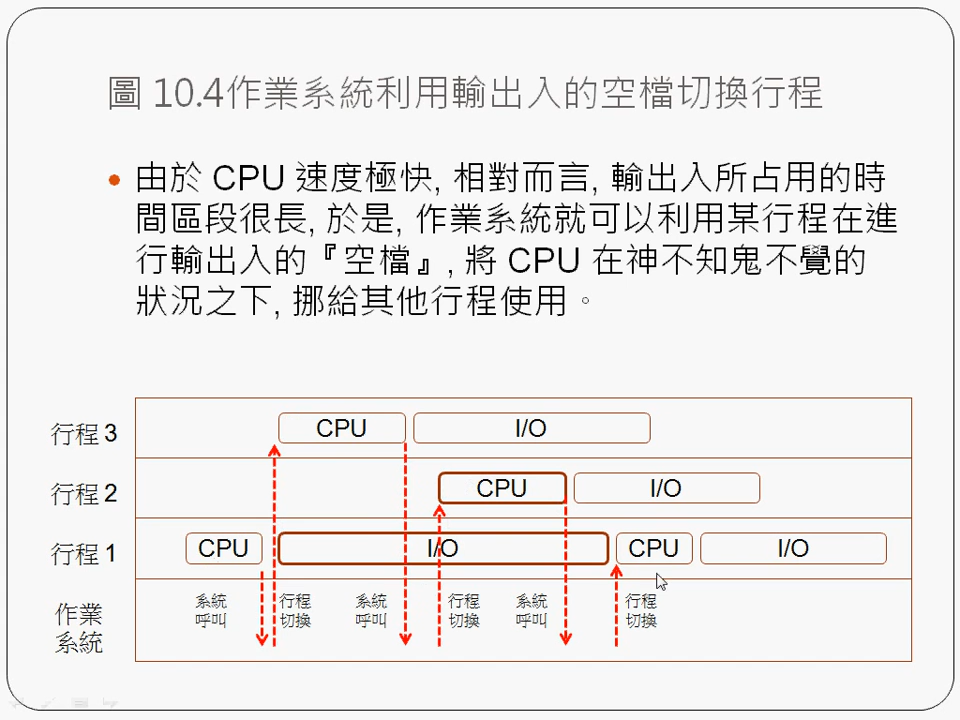 圖 10.4作業系統利用輸出入的空檔切換行程
• 由於 CPU 速度極快, 相對而言, 輸出入所占用的時
間區段很長, 於是, 作業系統就可以利用某行程在進
行輸出入的『空檔』, 將 CPU 在神不知鬼不覺的
狀況之下, 挪給其他行程使用。
行程 3
CPU
I/O
行程 2
CPU
I/O
行程 1
CPU
I/O
CPU
I/O
作業
系統
系統
呼叫
行程
切換
系統
呼叫
行程
切換
系統
呼叫
行程
切換